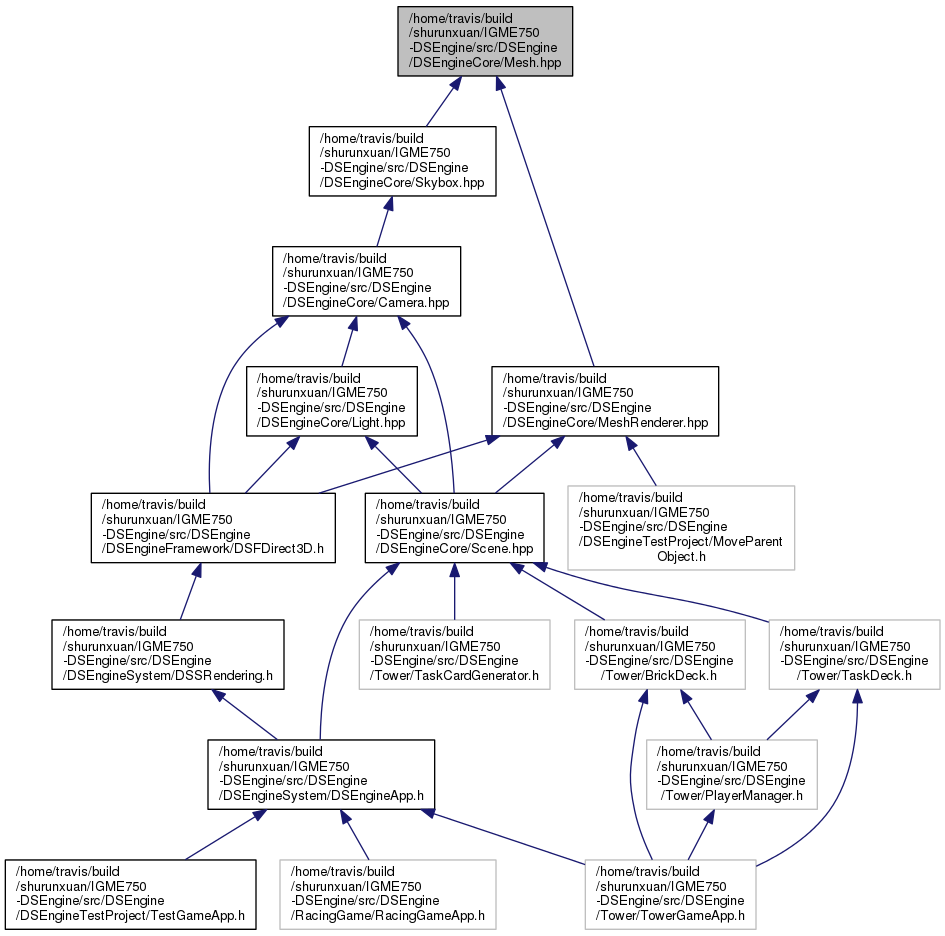 /home/travis/build
/shurunxuan/IGME750
-DSEngine/src/DSEngine
/DSEngineCore/Mesh.hpp
/home/travis/build
/shurunxuan/IGME750
-DSEngine/src/DSEngine
/DSEngineCore/Skybox.hpp
/home/travis/build
/shurunxuan/IGME750
-DSEngine/src/DSEngine
/DSEngineCore/Camera.hpp
/home/travis/build
/shurunxuan/IGME750
-DSEngine/src/DSEngine
/DSEngineCore/Light.hpp
/home/travis/build
/shurunxuan/IGME750
-DSEngine/src/DSEngine
/DSEngineCore/MeshRenderer.hpp
/home/travis/build
/shurunxuan/IGME750
-DSEngine/src/DSEngine
/DSEngineFramework/DSFDirect3D.h
/home/travis/build
/shurunxuan/IGME750
-DSEngine/src/DSEngine
/DSEngineCore/Scene.hpp
/home/travis/build
/shurunxuan/IGME750
-DSEngine/src/DSEngine
/DSEngineTestProject/MoveParent
Object.h
/home/travis/build
/shurunxuan/IGME750
-DSEngine/src/DSEngine
/DSEngineSystem/DSSRendering.h
/home/travis/build
/shurunxuan/IGME750
-DSEngine/src/DSEngine
/Tower/TaskCardGenerator.h
/home/travis/build
/shurunxuan/IGME750
-DSEngine/src/DSEngine
/Tower/BrickDeck.h
/home/travis/build
/shurunxuan/IGME750
-DSEngine/src/DSEngine
/Tower/TaskDeck.h
/home/travis/build
/shurunxuan/IGME750
-DSEngine/src/DSEngine
/DSEngineSystem/DSEngineApp.h
/home/travis/build
/shurunxuan/IGME750
-DSEngine/src/DSEngine
/Tower/PlayerManager.h
/home/travis/build
/shurunxuan/IGME750
-DSEngine/src/DSEngine
/DSEngineTestProject/TestGameApp.h
/home/travis/build
/shurunxuan/IGME750
-DSEngine/src/DSEngine
/RacingGame/RacingGameApp.h
/home/travis/build
/shurunxuan/IGME750
-DSEngine/src/DSEngine
/Tower/TowerGameApp.h